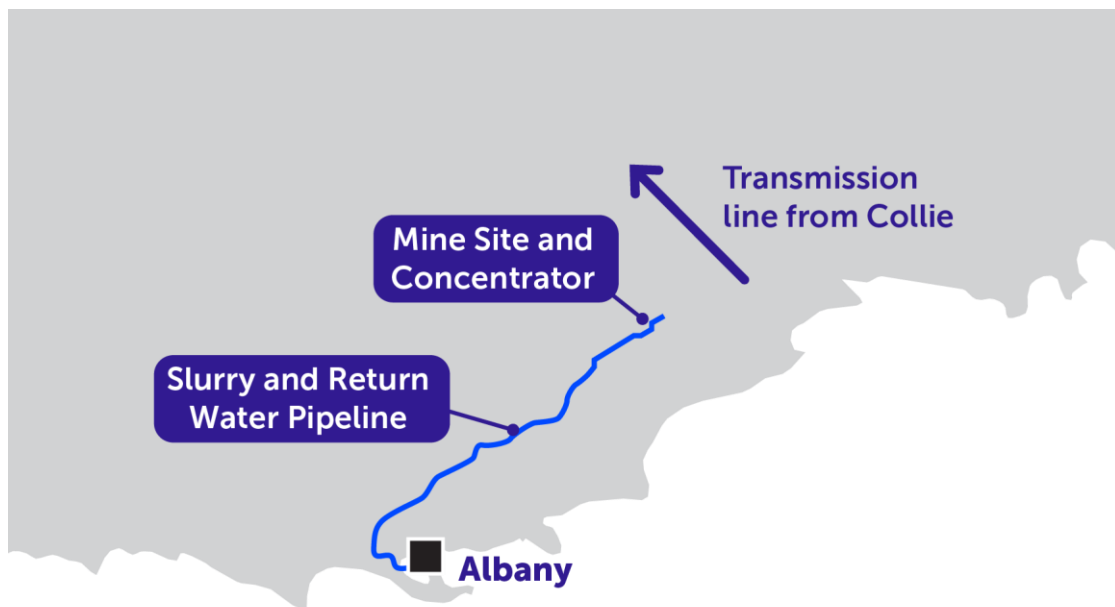 Transmission
line from Collie
Mine Site and
Concentrator
Slurry and Return
Water Pipeline
Albany